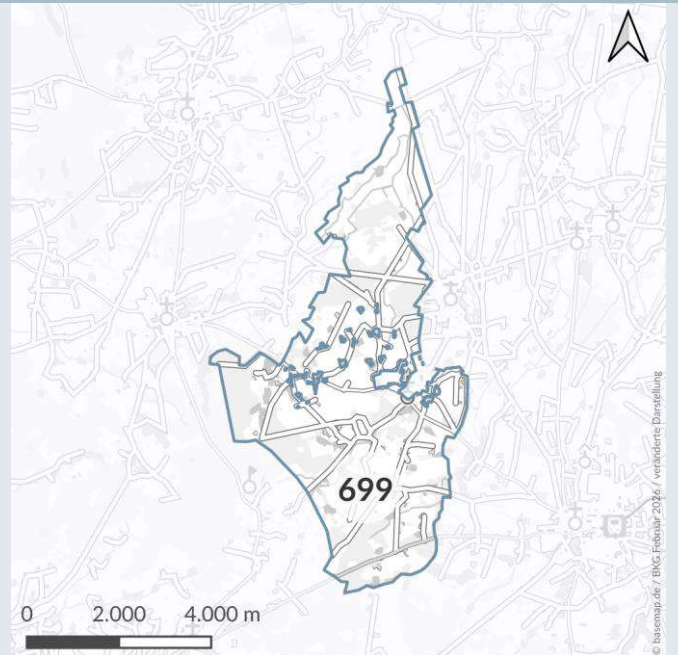 699
0 2.000 4.000 m
© basemap.de / BKG Februar 2026 / veränderte Darstellung